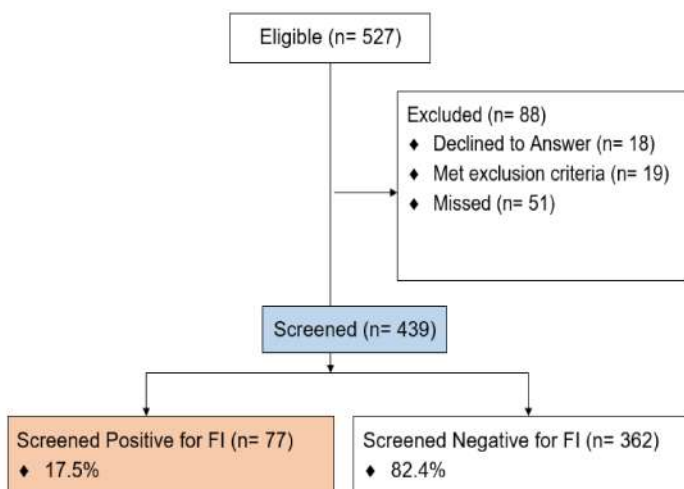 Eligible (n= 527)
Excluded (n= 88)
♦ Declined to Answer (n= 18)
♦ Met exclusion criteria (n= 19)
♦ Missed (n= 51)
Screened (n= 439)
Screened Positive for FI (n= 77)
♦ 17.5%
Screened Negative for FI (n= 362)
♦ 82.4%